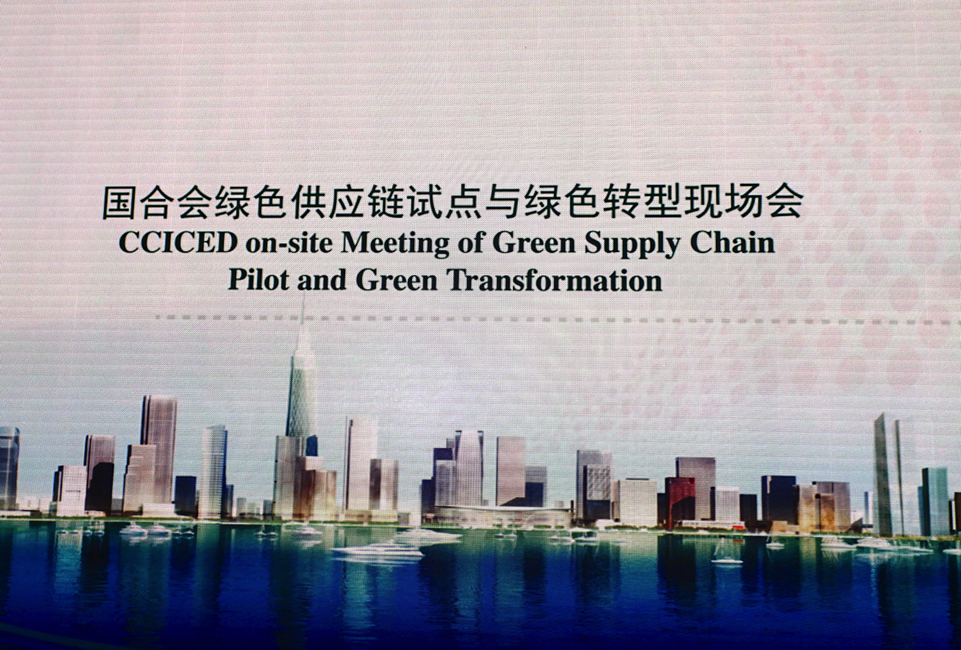 国合会绿色供应链试点与绿色转型现场会
CCICED on-site Meeting of Green Supply Chain
Pilot and Green Transformation